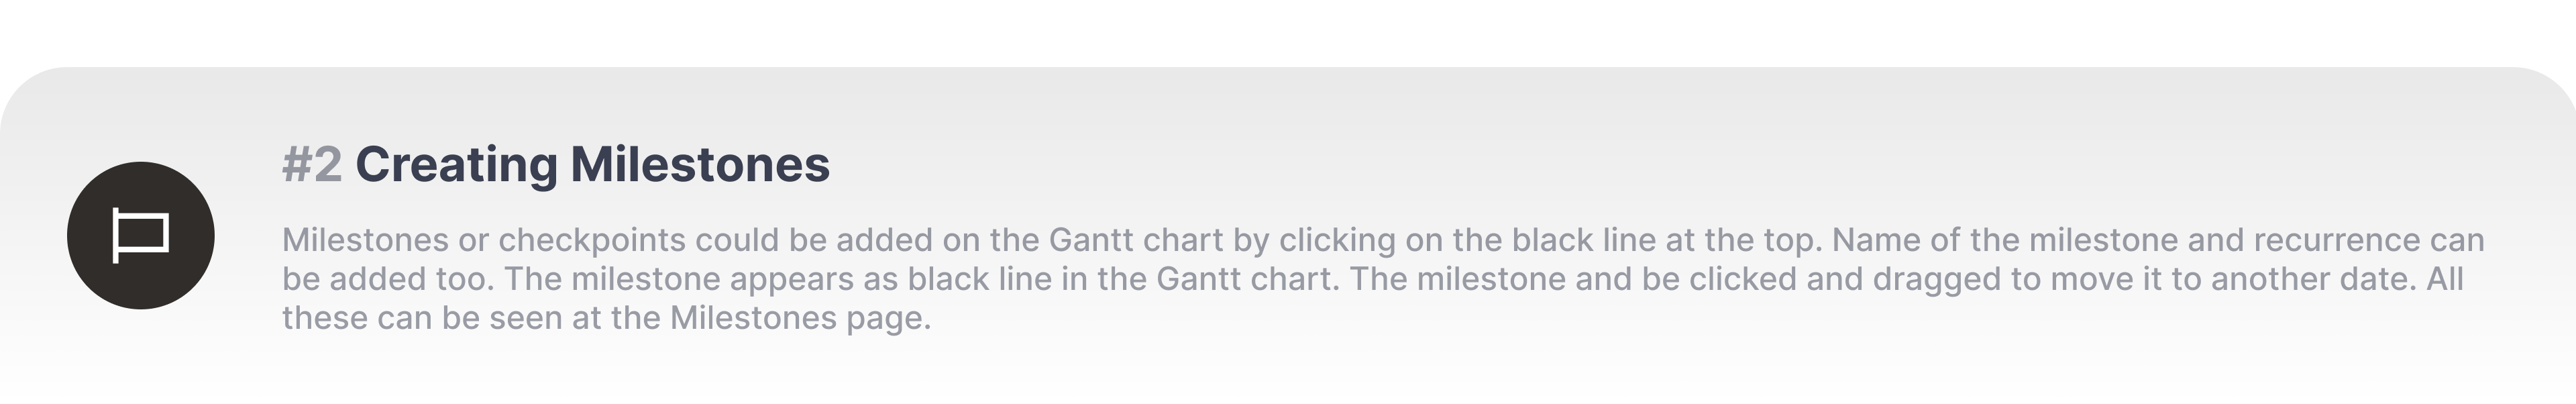 #2 Creating Milestones
Milestones or checkpoints could be added on the Gantt chart by clicking on the black line at the top. Name of the milestone and recurrence can
be added too. The milestone appears as black line in the Gantt chart. The milestone and be clicked and dragged to move it to another date. All
these can be seen at the Milestones page.